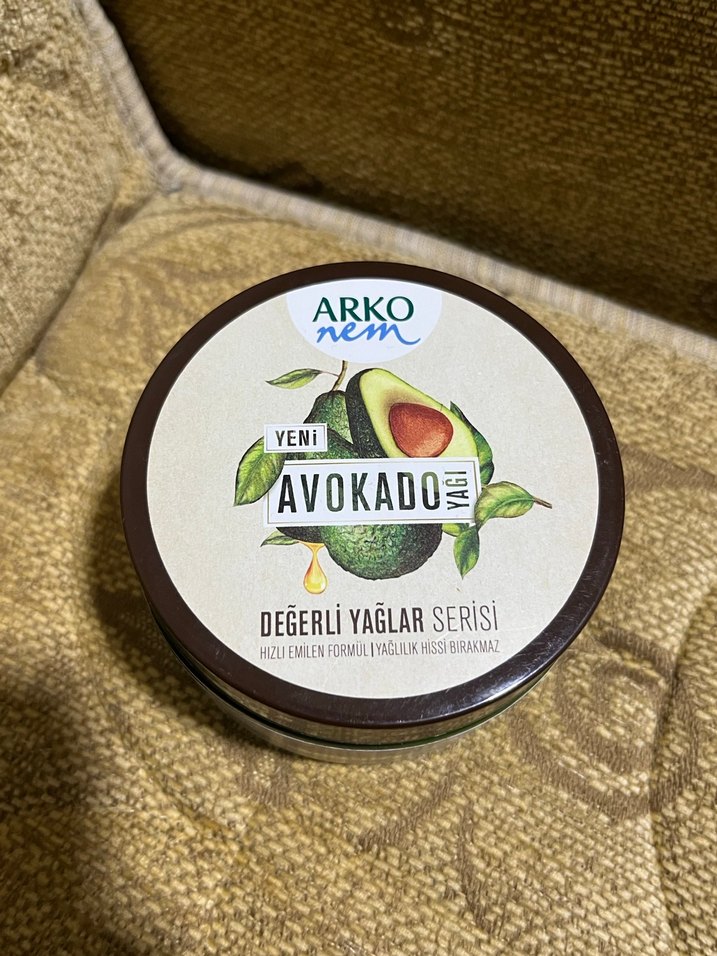 ARKO
nem
YENİ
AVOKADO YAĞI
DEĞERLİ YAĞLAR SERİSİ
HIZLI EMİLEN FORMÜL | YAĞLILIK HİSSİ BIRAKMAZ